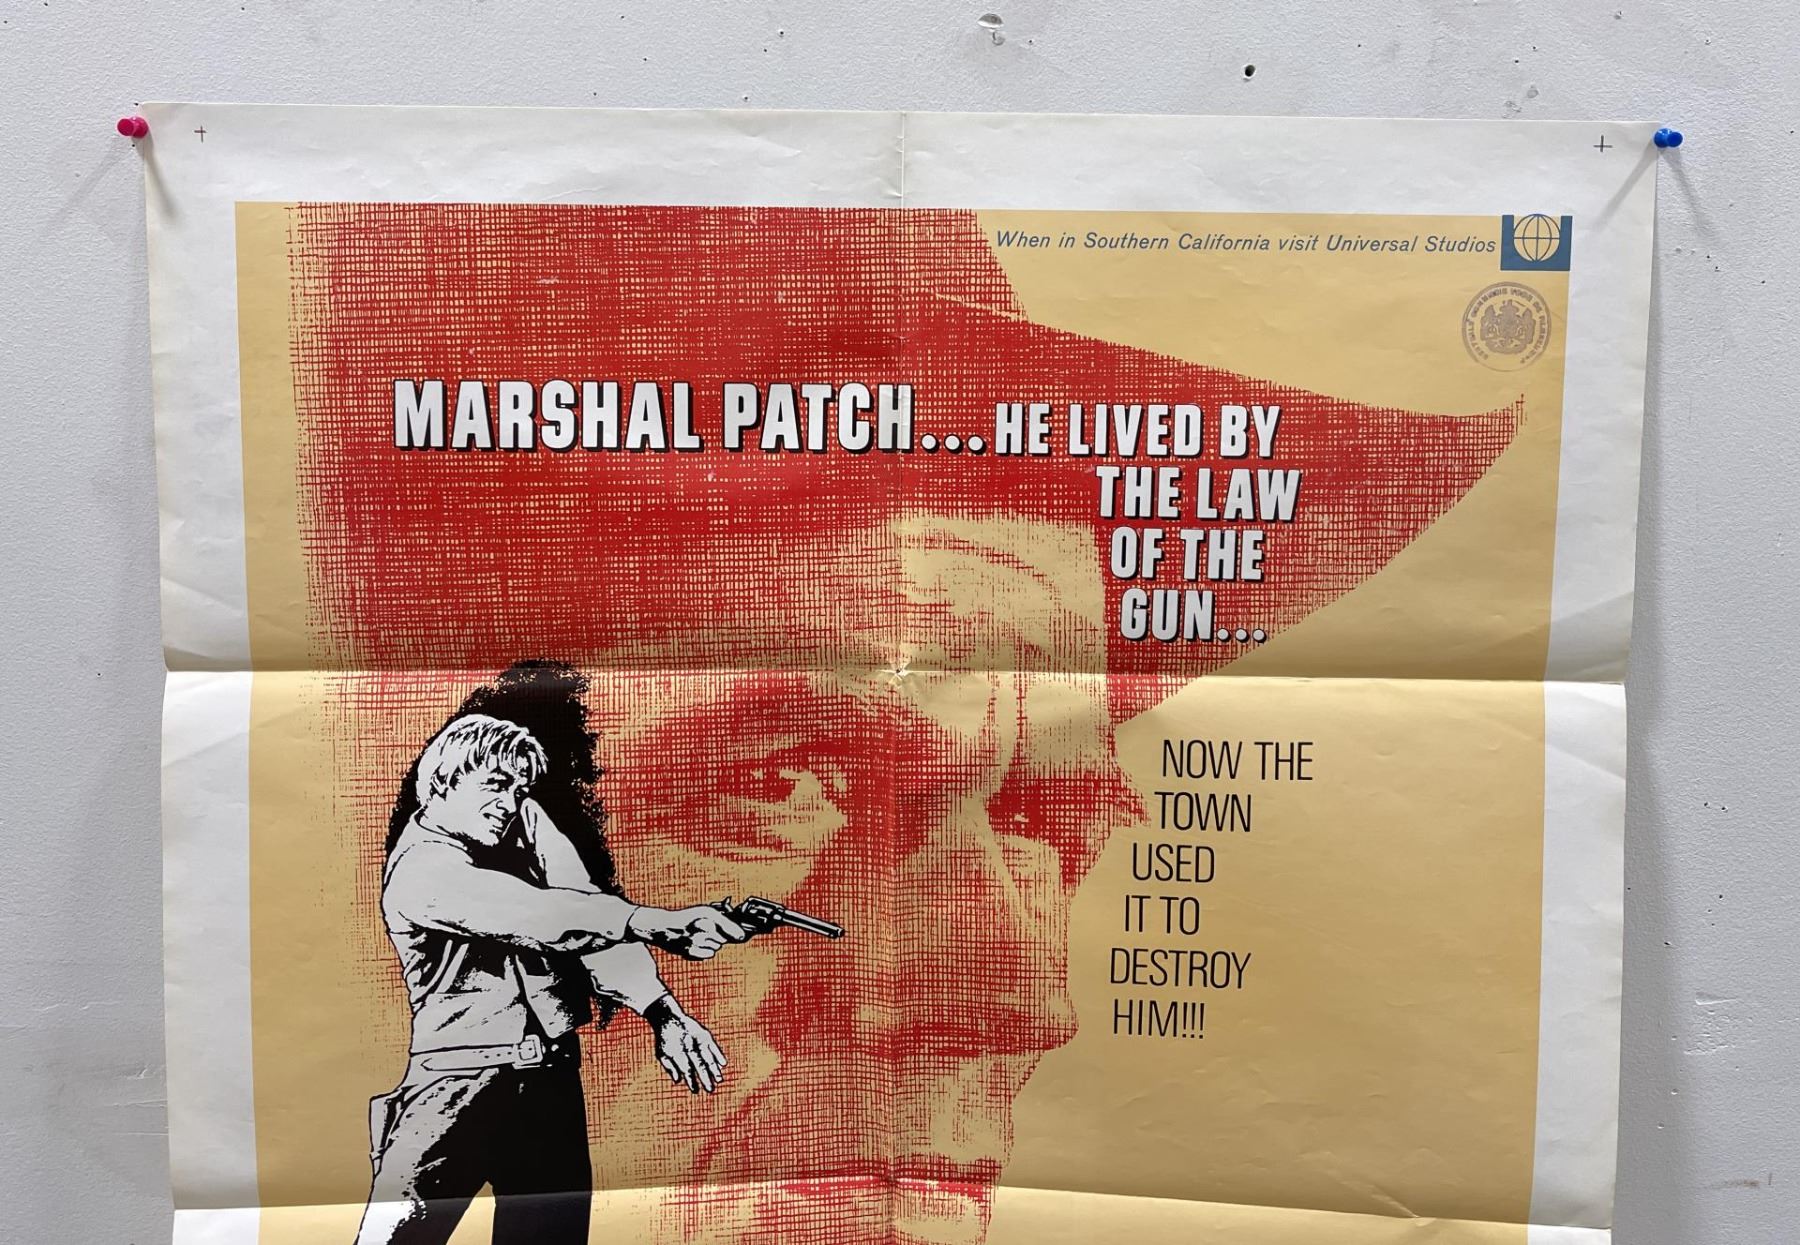 When in Southern California visit Universal Studios
MARSHAL PATCH...HE LIVED BY
THE LAW
OF THE
GUN...
NOW THE
TOWN
USED
IT TO
DESTROY
HIM!!!